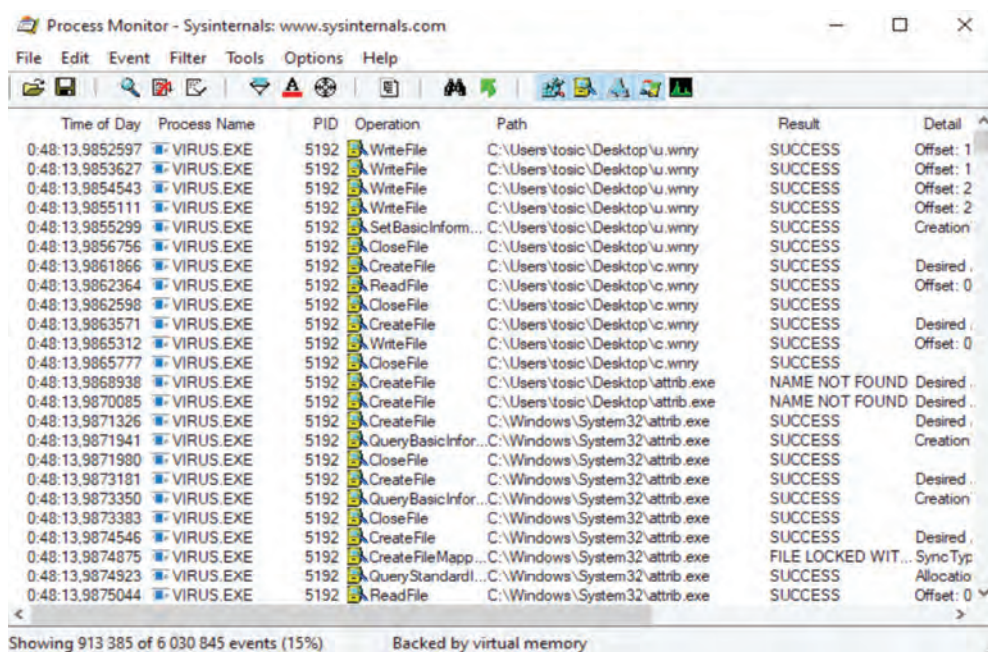 Process Monitor - Sysinternals: www.sysinternals.com
File Edit Event Filter Tools Options Help
Time of Day Process Name PID Operation Path Result Detail
0:48:13,9852597 VIRUS.EXE 5192 WriteFile C:\Users\tosic\Desktop\u.wnry SUCCESS Offset: 1
0:48:13,9853627 VIRUS.EXE 5192 WriteFile C:\Users\tosic\Desktop\u.wnry SUCCESS Offset: 1
0:48:13,9854543 VIRUS.EXE 5192 WriteFile C:\Users\tosic\Desktop\u.wnry SUCCESS Offset: 2
0:48:13,9855111 VIRUS.EXE 5192 WriteFile C:\Users\tosic\Desktop\u.wnry SUCCESS Offset: 2
0:48:13,9855299 VIRUS.EXE 5192 SetBasicInform... C:\Users\tosic\Desktop\u.wnry SUCCESS Creation
0:48:13,9856756 VIRUS.EXE 5192 CloseFile C:\Users\tosic\Desktop\u.wnry SUCCESS
0:48:13,9861866 VIRUS.EXE 5192 CreateFile C:\Users\tosic\Desktop\c.wnry SUCCESS Desired .
0:48:13,9862364 VIRUS.EXE 5192 ReadFile C:\Users\tosic\Desktop\c.wnry SUCCESS Offset: 0
0:48:13,9862598 VIRUS.EXE 5192 CloseFile C:\Users\tosic\Desktop\c.wnry SUCCESS
0:48:13,9863571 VIRUS.EXE 5192 CreateFile C:\Users\tosic\Desktop\c.wnry SUCCESS Desired .
0:48:13,9865312 VIRUS.EXE 5192 WriteFile C:\Users\tosic\Desktop\c.wnry SUCCESS Offset: 0
0:48:13,9865777 VIRUS.EXE 5192 CloseFile C:\Users\tosic\Desktop\c.wnry SUCCESS
0:48:13,9868938 VIRUS.EXE 5192 CreateFile C:\Users\tosic\Desktop\attrib.exe NAME NOT FOUND Desired ..
0:48:13,9870085 VIRUS.EXE 5192 CreateFile C:\Users\tosic\Desktop\attrib.exe NAME NOT FOUND Desired ..
0:48:13,9871326 VIRUS.EXE 5192 CreateFile C:\Windows\System32\attrib.exe SUCCESS Desired .
0:48:13,9871941 VIRUS.EXE 5192 QueryBasicInfor... C:\Windows\System32\attrib.exe SUCCESS Creation
0:48:13,9871980 VIRUS.EXE 5192 CloseFile C:\Windows\System32\attrib.exe SUCCESS
0:48:13,9873181 VIRUS.EXE 5192 CreateFile C:\Windows\System32\attrib.exe SUCCESS Desired ..
0:48:13,9873350 VIRUS.EXE 5192 QueryBasicInfor... C:\Windows\System32\attrib.exe SUCCESS Creation
0:48:13,9873383 VIRUS.EXE 5192 CloseFile C:\Windows\System32\attrib.exe SUCCESS
0:48:13,9874546 VIRUS.EXE 5192 CreateFile C:\Windows\System32\attrib.exe SUCCESS Desired .
0:48:13,9874875 VIRUS.EXE 5192 CreateFileMapp... C:\Windows\System32\attrib.exe FILE LOCKED WIT... SyncTyp
0:48:13,9874923 VIRUS.EXE 5192 QueryStandardI... C:\Windows\System32\attrib.exe SUCCESS Allocatio
0:48:13,9875044 VIRUS.EXE 5192 ReadFile C:\Windows\System32\attrib.exe SUCCESS Offset: 0
Showing 913 385 of 6 030 845 events (15%) Backed by virtual memory